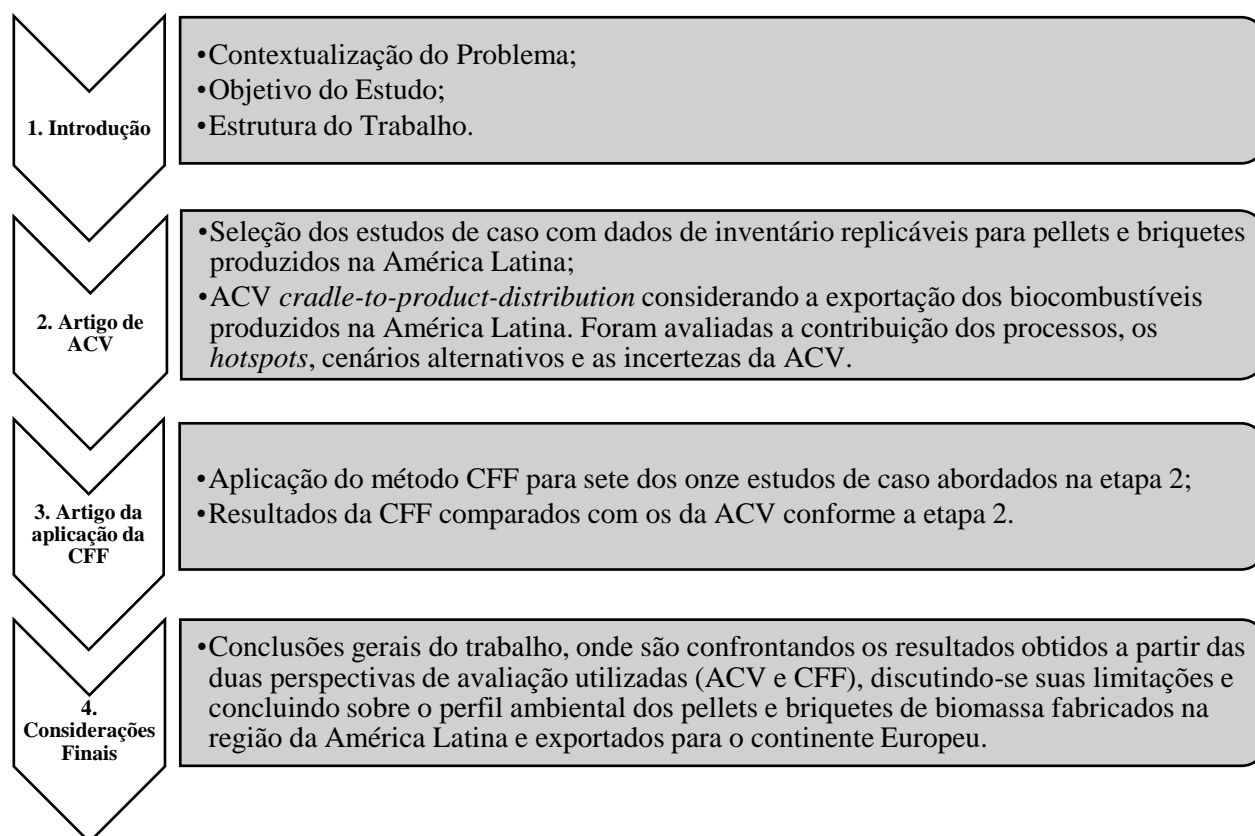 1. Introdução
•Contextualização do Problema;
•Objetivo do Estudo;
•Estrutura do Trabalho.
2. Artigo de
ACV
•Seleção dos estudos de caso com dados de inventário replicáveis para pellets e briquetes
produzidos na América Latina;
•ACV cradle-to-product-distribution considerando a exportação dos biocombustíveis
produzidos na América Latina. Foram avaliadas a contribuição dos processos, os
hotspots, cenários alternativos e as incertezas da ACV.
3. Artigo da
aplicação da
CFF
•Aplicação do método CFF para sete dos onze estudos de caso abordados na etapa 2;
•Resultados da CFF comparados com os da ACV conforme a etapa 2.
4.
Considerações
Finais
•Conclusões gerais do trabalho, onde são confrontando os resultados obtidos a partir das
duas perspectivas de avaliação utilizadas (ACV e CFF), discutindo-se suas limitações e
concluindo sobre o perfil ambiental dos pellets e briquetes de biomassa fabricados na
região da América Latina e exportados para o continente Europeu.